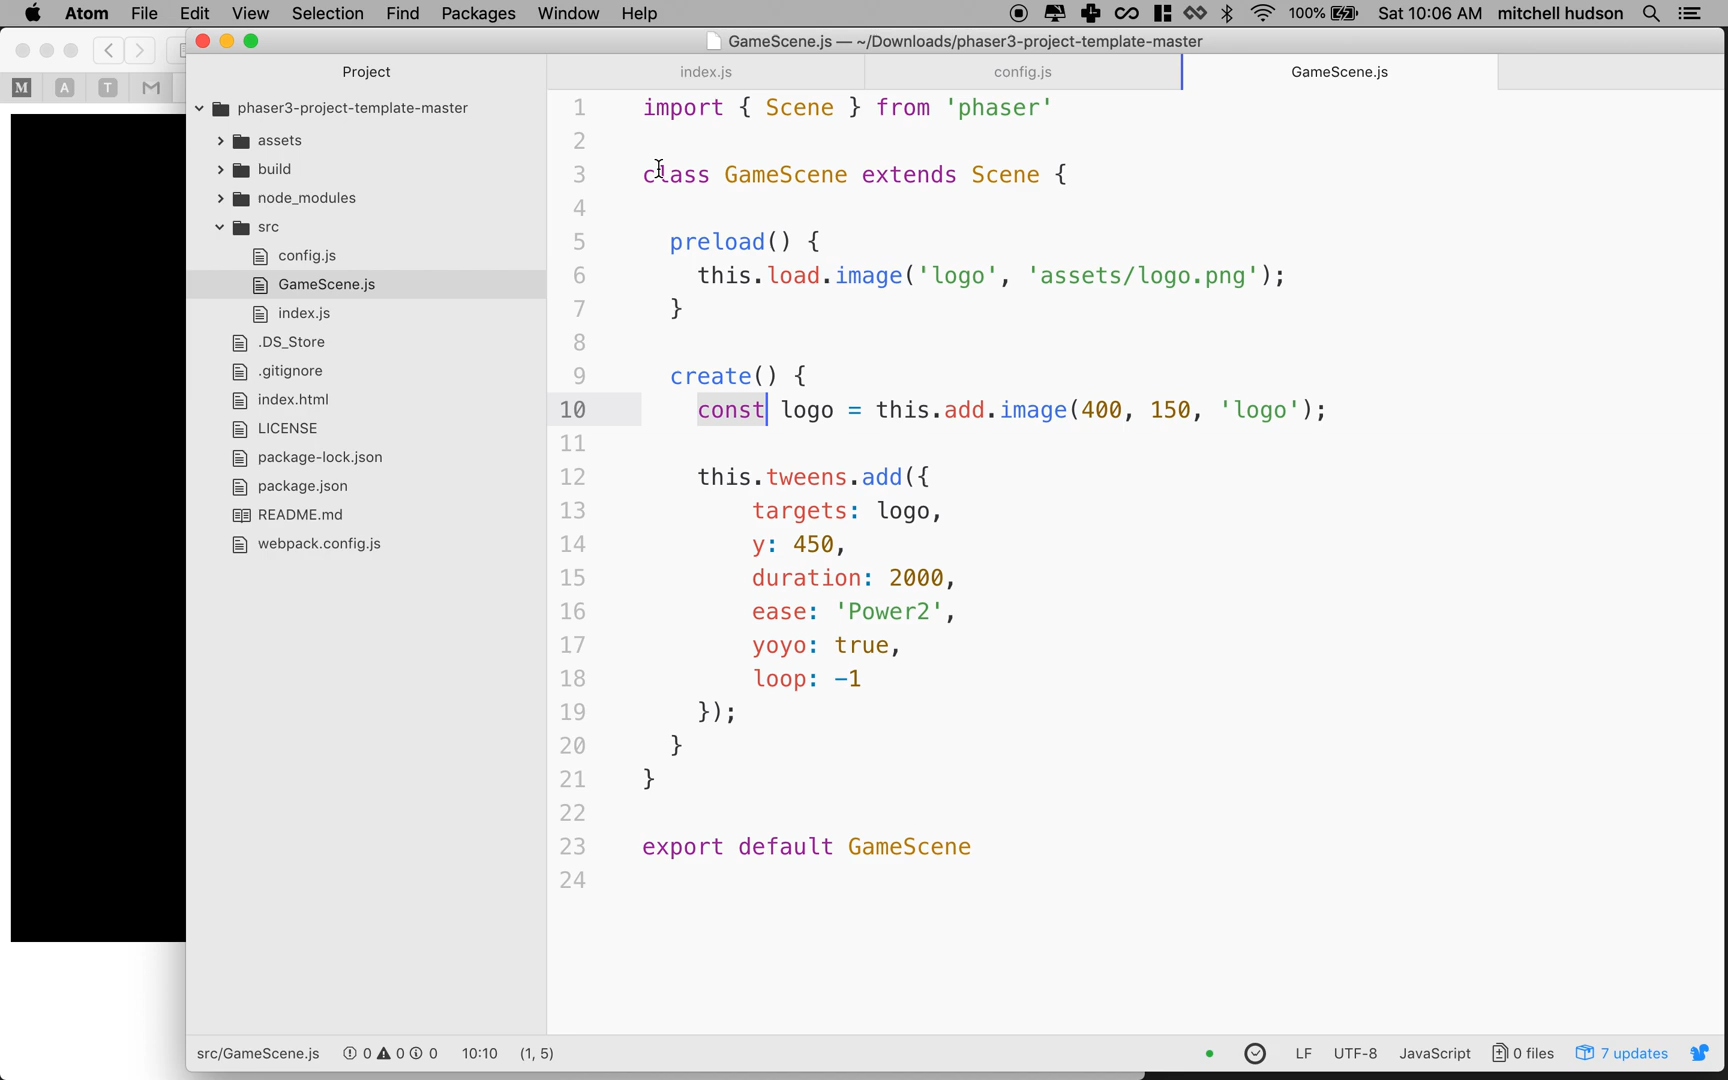 Atom File Edit View Selection Find Packages Window Help 100% Sat 10:06 AM mitchell hudson
GameScene.js — ~/Downloads/phaser3-project-template-master
Project
index.js
config.js
GameScene.js
M A T M
phaser3-project-template-master
assets
build
node_modules
src
config.js
GameScene.js
index.js
.DS_Store
.gitignore
index.html
LICENSE
package-lock.json
package.json
README.md
webpack.config.js
1 import { Scene } from 'phaser'
2
3 class GameScene extends Scene {
4
5 preload() {
6 this.load.image('logo', 'assets/logo.png');
7 }
8
9 create() {
10 const logo = this.add.image(400, 150, 'logo');
11
12 this.tweens.add({
13 targets: logo,
14 y: 450,
15 duration: 2000,
16 ease: 'Power2',
17 yoyo: true,
18 loop: -1
19 });
20 }
21 }
22
23 export default GameScene
24
src/GameScene.js 0 0 0 10:10 (1, 5) LF UTF-8 JavaScript 0 files 7 updates